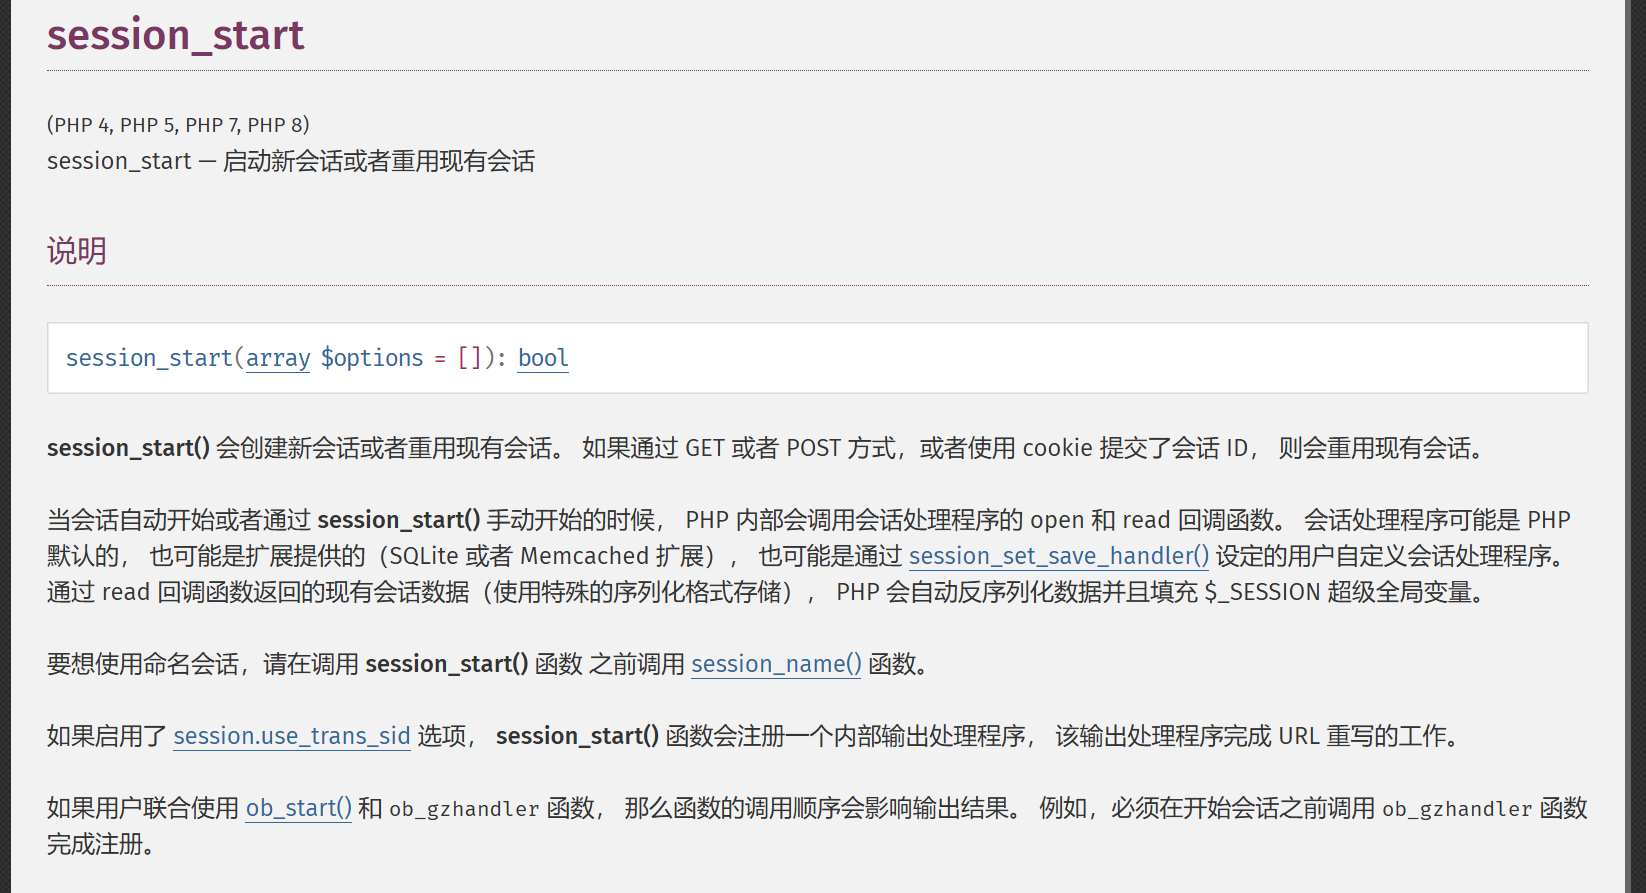 session_start
(PHP 4, PHP 5, PHP 7, PHP 8)
session_start — 启动新会话或者重用现有会话
说明
session_start(array $options = []): bool
session_start() 会创建新会话或者重用现有会话。 如果通过 GET 或者 POST 方式，或者使用 cookie 提交了会话 ID， 则会重用现有会话。
当会话自动开始或者通过 session_start() 手动开始的时候， PHP 内部会调用会话处理程序的 open 和 read 回调函数。 会话处理程序可能是 PHP
默认的， 也可能是扩展提供的（SQLite 或者 Memcached 扩展）， 也可能是通过 session_set_save_handler() 设定的用户自定义会话处理程序。
通过 read 回调函数返回的现有会话数据（使用特殊的序列化格式存储）， PHP 会自动反序列化数据并且填充 $_SESSION 超级全局变量。
要想使用命名会话，请在调用 session_start() 函数 之前调用 session_name() 函数。
如果启用了 session.use_trans_sid 选项， session_start() 函数会注册一个内部输出处理程序， 该输出处理程序完成 URL 重写的工作。
如果用户联合使用 ob_start() 和 ob_gzhandler 函数， 那么函数的调用顺序会影响输出结果。 例如，必须在开始会话之前调用 ob_gzhandler 函数
完成注册。